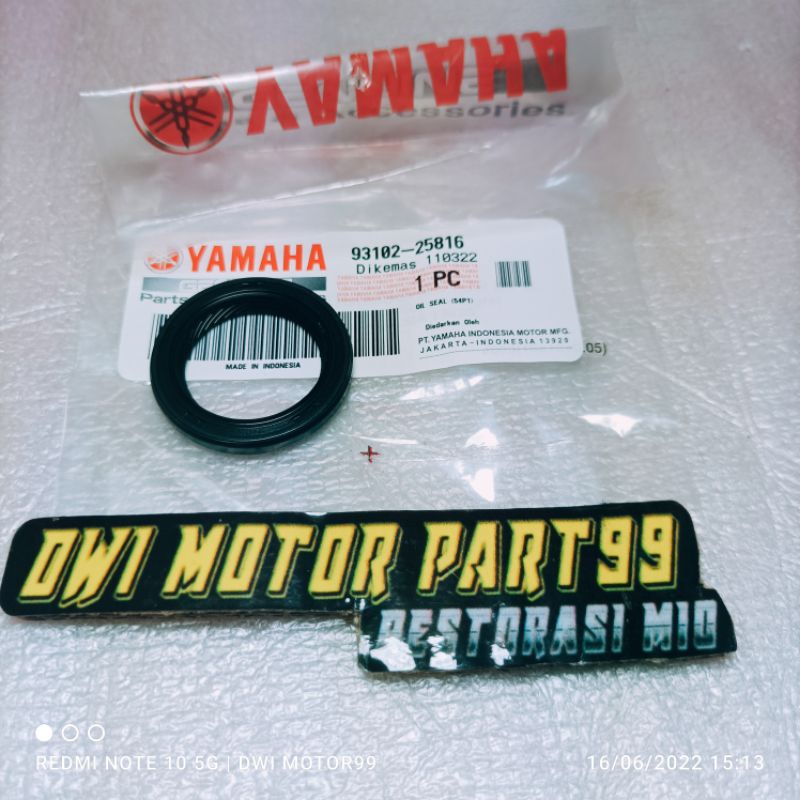 YAMAHA
Accessories
YAMAHA
93102-25816
Dikemas 110322
1 PC
Parts
OIL SEAL (54P1)
Diedarkan Oleh
PT. YAMAHA INDONESIA MOTOR MFG.
JAKARTA-INDONESIA 13920
.05)
MADE IN INDONESIA
DWI MOTOR PART99
RESTORASI MIO
REDMI NOTE 10 5G | DWI MOTOR99
16/06/2022 15:13